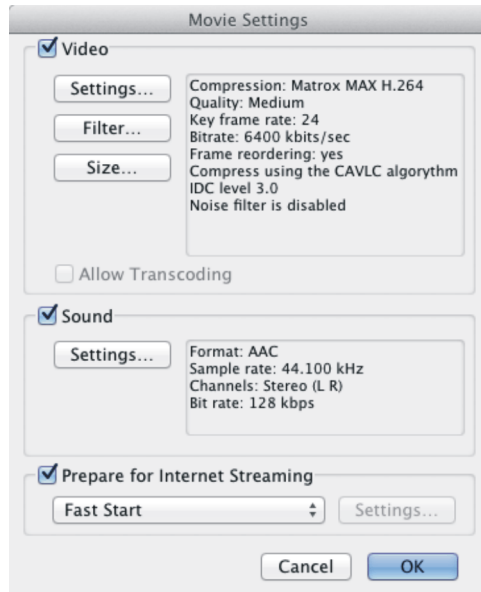 Movie Settings
Video
Settings...
Filter...
Size...
Compression: Matrox MAX H.264
Quality: Medium
Key frame rate: 24
Bitrate: 6400 kbits/sec
Frame reordering: yes
Compress using the CAVLC algorythm
IDC level 3.0
Noise filter is disabled
Allow Transcoding
Sound
Settings...
Format: AAC
Sample rate: 44.100 kHz
Channels: Stereo (L R)
Bit rate: 128 kbps
Prepare for Internet Streaming
Fast Start
Settings...
Cancel
OK